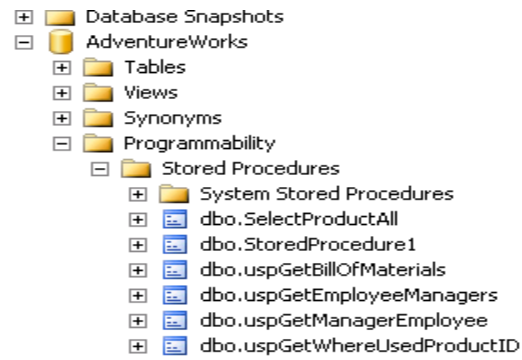 Database Snapshots
AdventureWorks
Tables
Views
Synonyms
Programmability
Stored Procedures
System Stored Procedures
dbo.SelectProductAll
dbo.StoredProcedure1
dbo.uspGetBillOfMaterials
dbo.uspGetEmployeeManagers
dbo.uspGetManagerEmployee
dbo.uspGetWhereUsedProductID